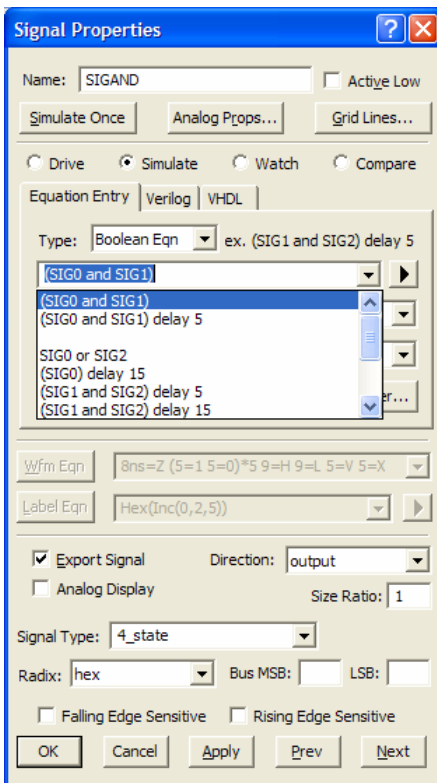 Signal Properties
Name: SIGAND Active Low
Simulate Once Analog Props... Grid Lines...
Drive Simulate Watch Compare
Equation Entry Verilog VHDL
Type: Boolean Eqn ex. (SIG1 and SIG2) delay 5
(SIG0 and SIG1)
(SIG0 and SIG1)
(SIG0 and SIG1) delay 5
SIG0 or SIG2
(SIG0) delay 15
(SIG1 and SIG2) delay 5
(SIG1 and SIG2) delay 15
Wfm Eqn 8ns=Z (5=1 5=0)*5 9=H 9=L 5=V 5=X
Label Eqn Hex(Inc(0,2,5))
Export Signal Direction: output
Analog Display Size Ratio: 1
Signal Type: 4_state
Radix: hex Bus MSB: LSB:
Falling Edge Sensitive Rising Edge Sensitive
OK Cancel Apply Prev Next